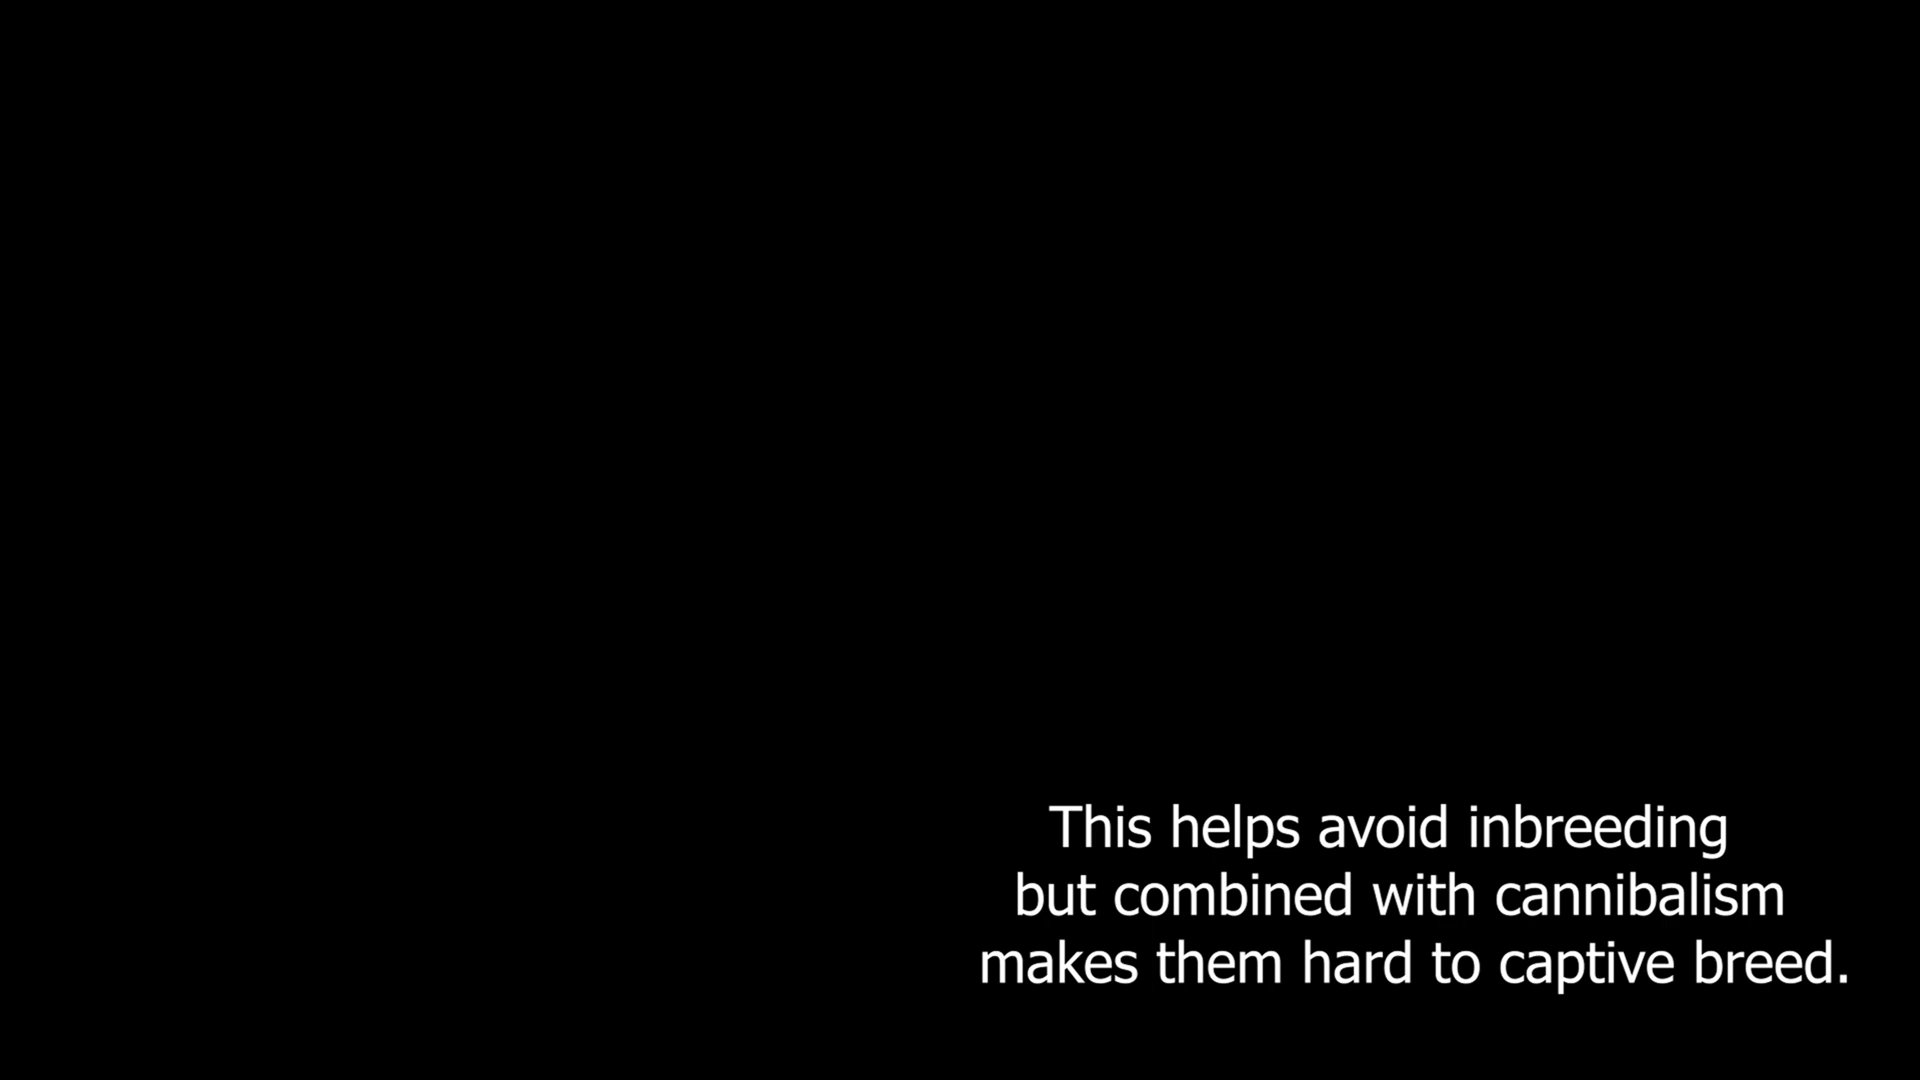 This helps avoid inbreeding
but combined with cannibalism
makes them hard to captive breed.